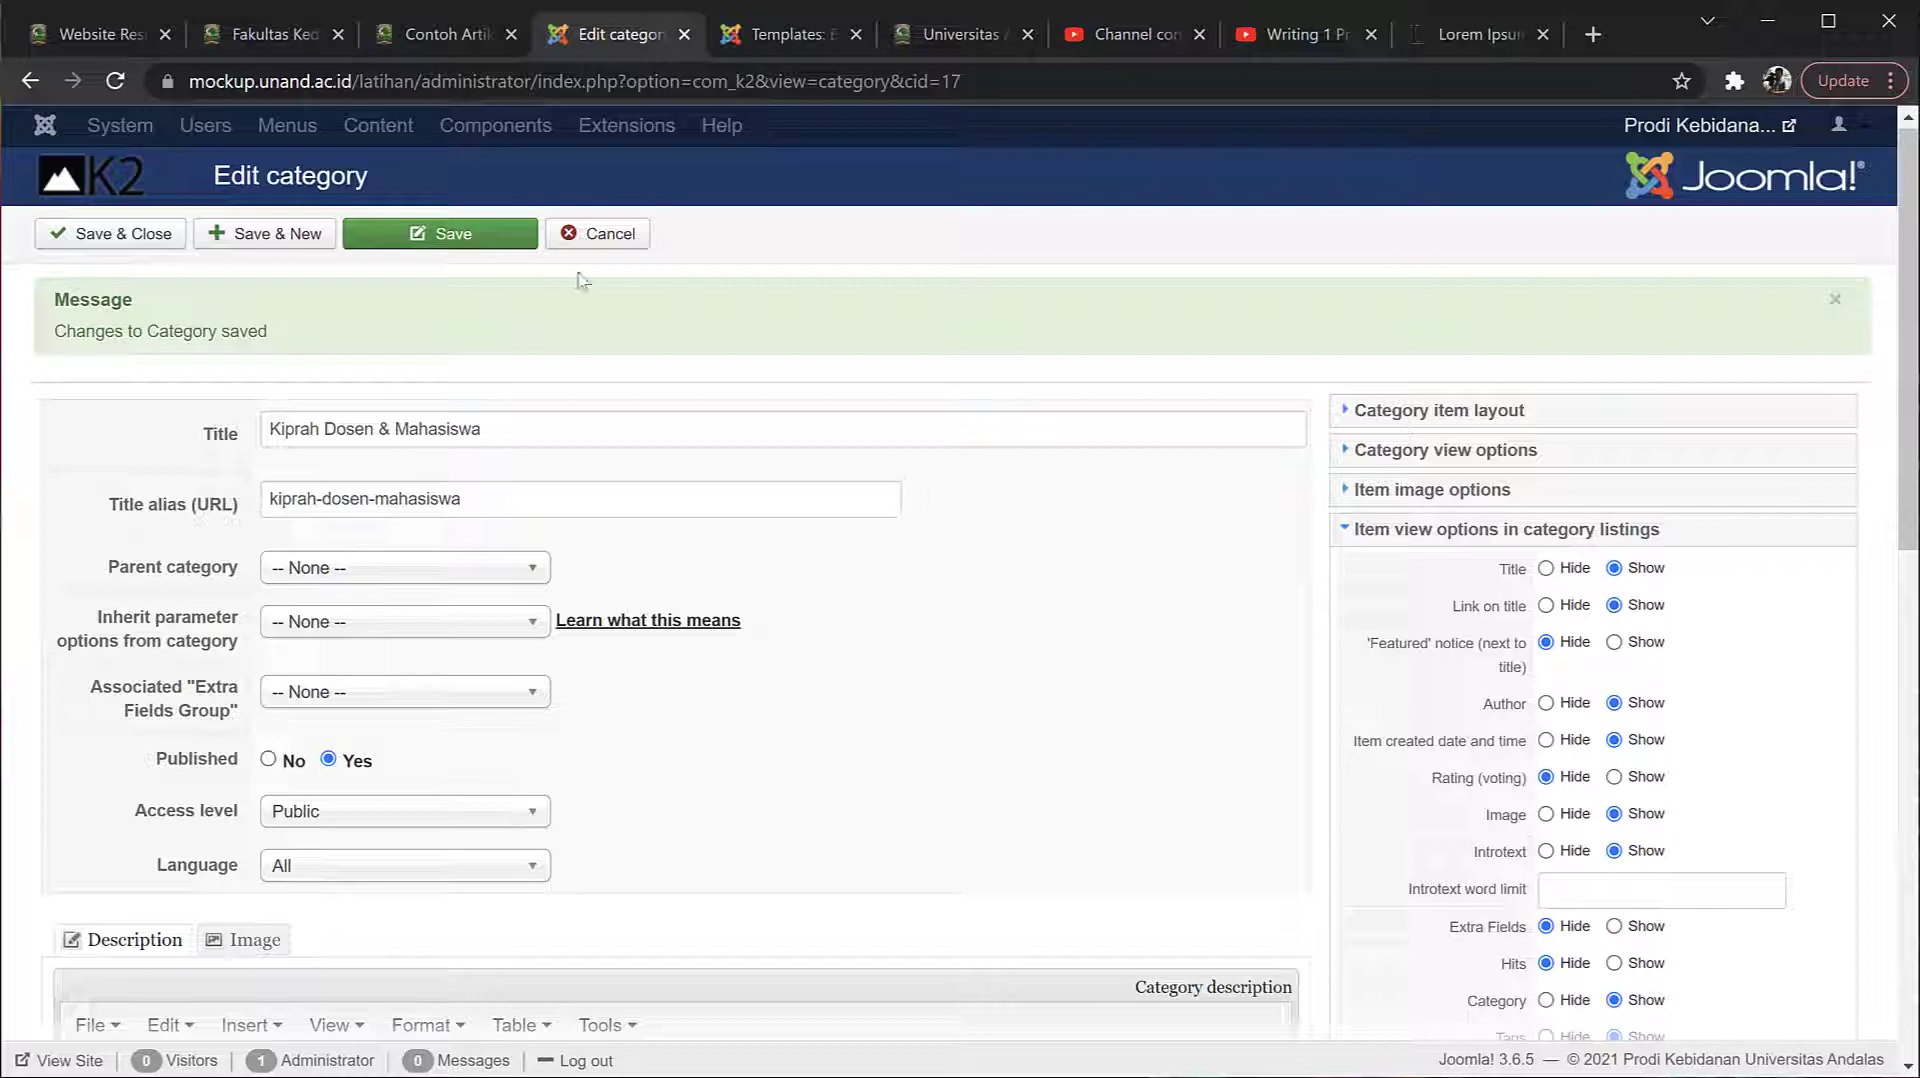 Website Res
Fakultas Ked
Contoh Artik
Edit categor
Templates: E
Universitas A
Channel con
Writing 1 Pr
Lorem Ipsu
mockup.unand.ac.id/latihan/administrator/index.php?option=com_k2&view=category&cid=17
Update
System Users Menus Content Components Extensions Help
Prodi Kebidana...
K2 Edit category
Joomla!®
Save & Close
Save & New
Save
Cancel
Message
Changes to Category saved
Title
Kiprah Dosen & Mahasiswa
Title alias (URL)
kiprah-dosen-mahasiswa
Parent category
-- None --
Inherit parameter
options from category
-- None --
Learn what this means
Associated "Extra
Fields Group"
-- None --
Published
No Yes
Access level
Public
Language
All
Description
Image
Category description
File Edit Insert View Format Table Tools
Category item layout
Category view options
Item image options
Item view options in category listings
Title Hide Show
Link on title Hide Show
'Featured' notice (next to
title) Hide Show
Author Hide Show
Item created date and time Hide Show
Rating (voting) Hide Show
Image Hide Show
Introtext Hide Show
Introtext word limit
Extra Fields Hide Show
Hits Hide Show
Category Hide Show
Tags Hide Show
View Site
0 Visitors
1 Administrator
0 Messages
Log out
Joomla! 3.6.5 — © 2021 Prodi Kebidanan Universitas Andalas